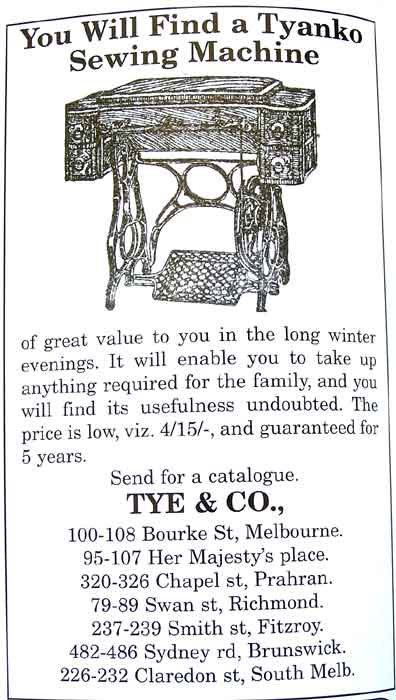 You Will Find a Tyanko
Sewing Machine
of great value to you in the long winter
evenings. It will enable you to take up
anything required for the family, and you
will find its usefulness undoubted. The
price is low, viz. 4/15/-, and guaranteed for
5 years.
Send for a catalogue.
TYE & CO.,
100-108 Bourke St, Melbourne.
95-107 Her Majesty's place.
320-326 Chapel st, Prahran.
79-89 Swan st, Richmond.
237-239 Smith st, Fitzroy.
482-486 Sydney rd, Brunswick.
226-232 Claredon st, South Melb.